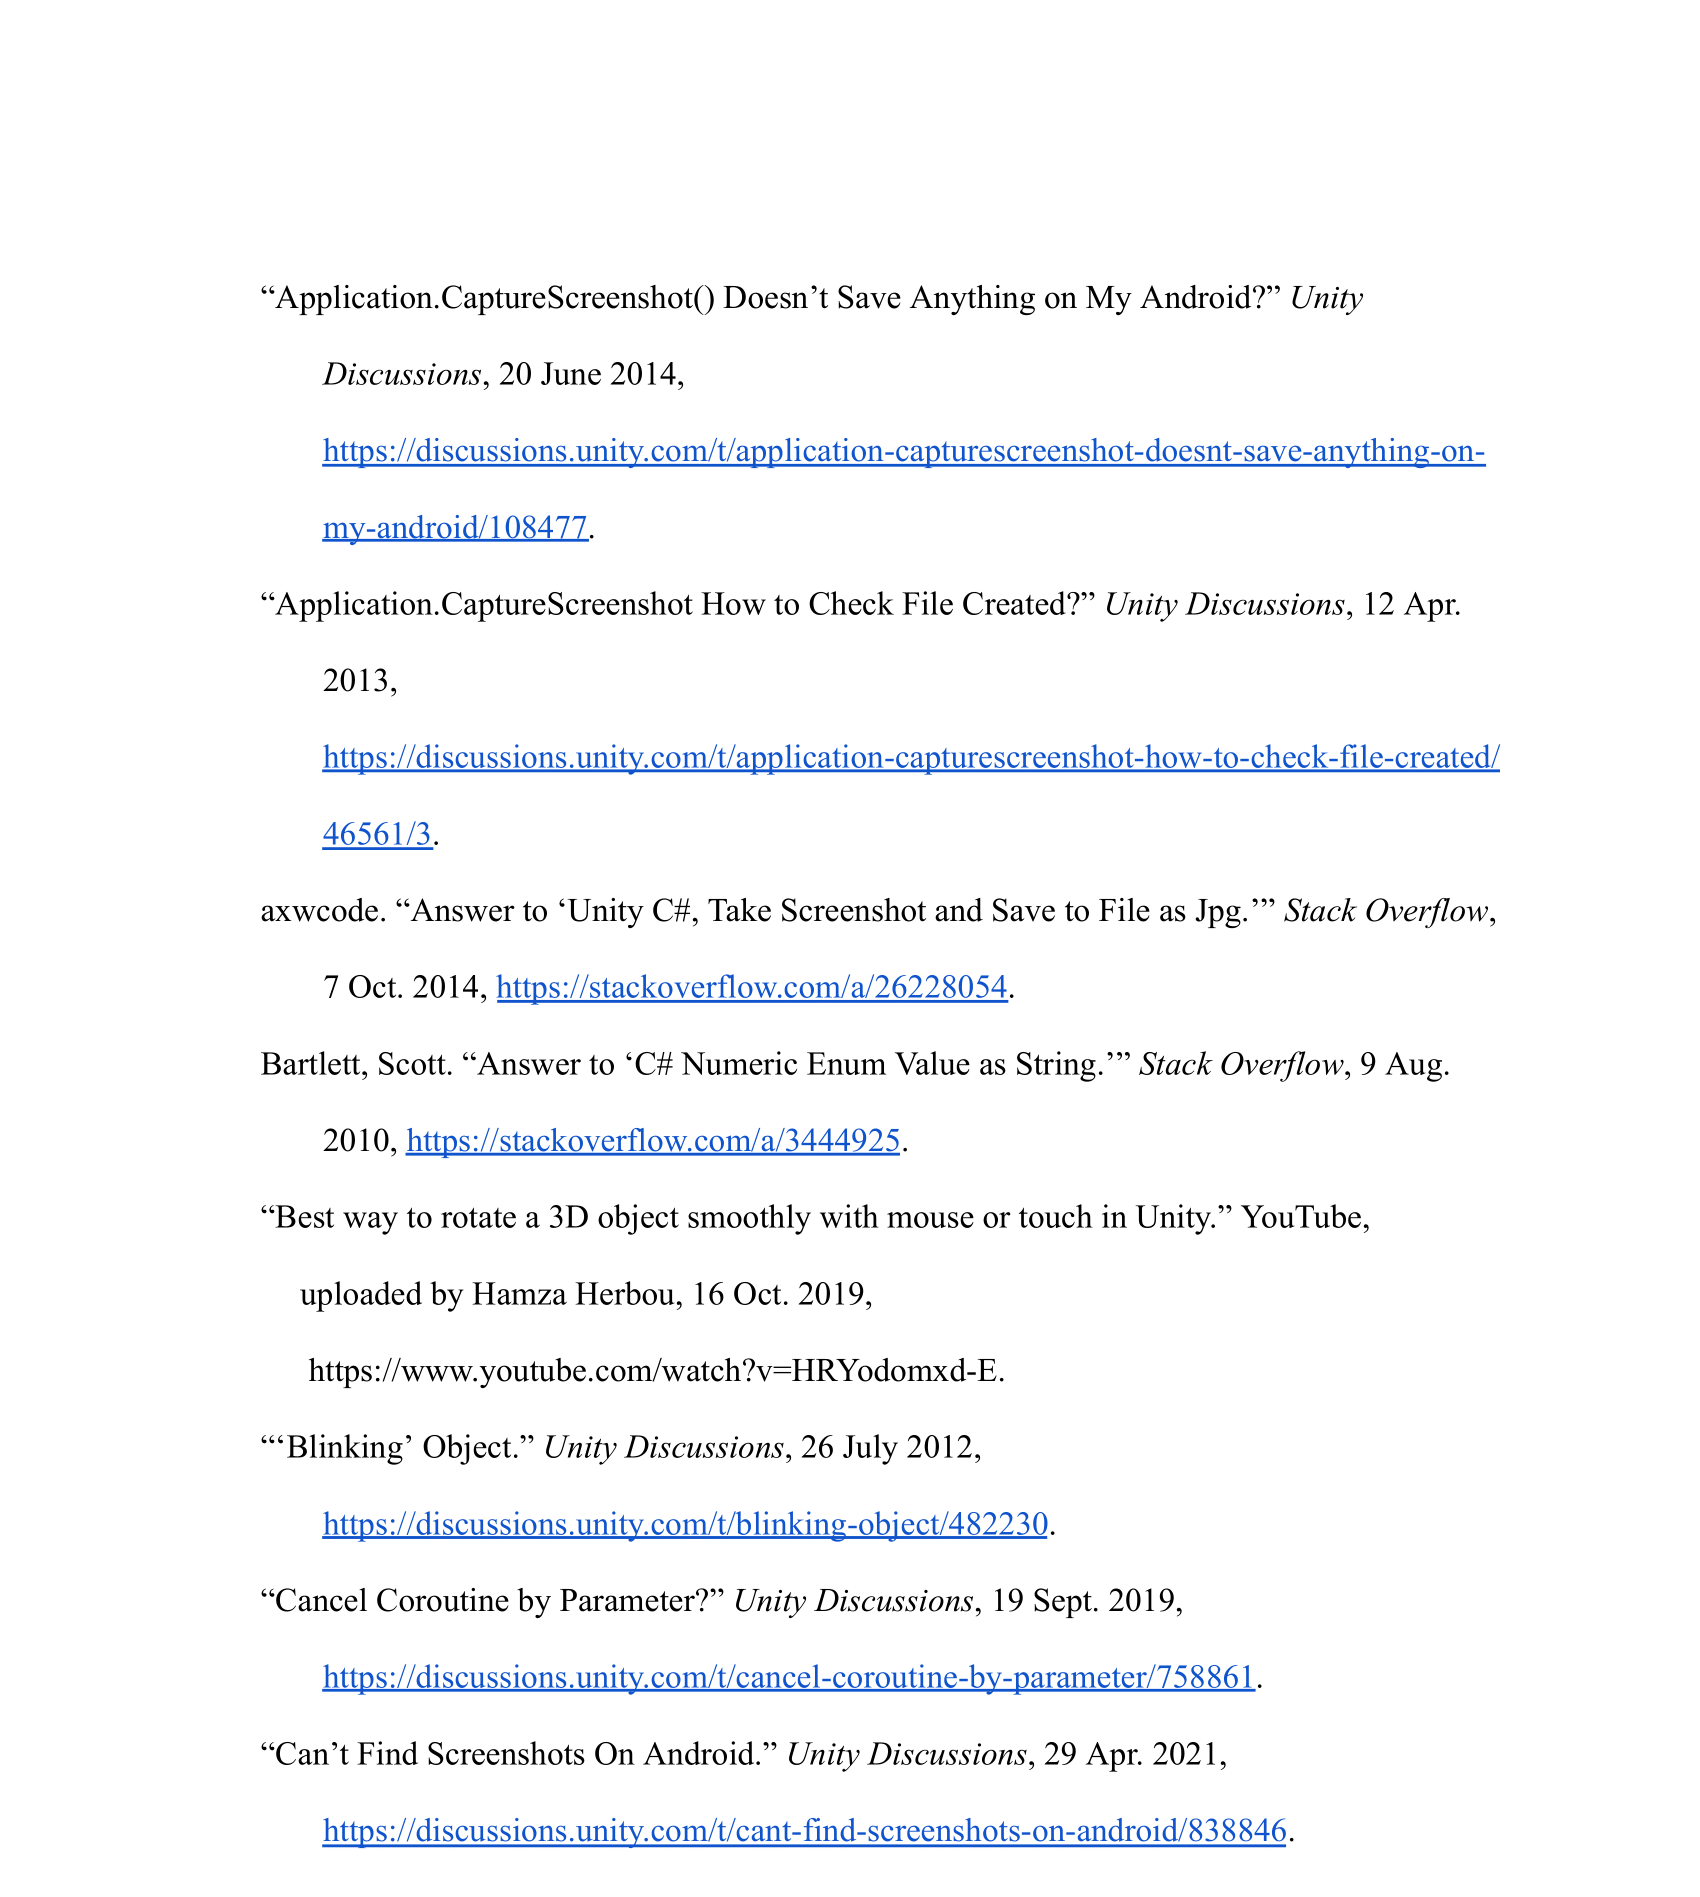 “Application.CaptureScreenshot() Doesn’t Save Anything on My Android?” Unity
Discussions, 20 June 2014,
https://discussions.unity.com/t/application-capturescreenshot-doesnt-save-anything-on-
my-android/108477.
“Application.CaptureScreenshot How to Check File Created?” Unity Discussions, 12 Apr.
2013,
https://discussions.unity.com/t/application-capturescreenshot-how-to-check-file-created/
46561/3.
axwcode. “Answer to ‘Unity C#, Take Screenshot and Save to File as Jpg.’” Stack Overflow,
7 Oct. 2014, https://stackoverflow.com/a/26228054.
Bartlett, Scott. “Answer to ‘C# Numeric Enum Value as String.’” Stack Overflow, 9 Aug.
2010, https://stackoverflow.com/a/3444925.
“Best way to rotate a 3D object smoothly with mouse or touch in Unity.” YouTube,
uploaded by Hamza Herbou, 16 Oct. 2019,
https://www.youtube.com/watch?v=HRYodomxd-E.
“‘Blinking’ Object.” Unity Discussions, 26 July 2012,
https://discussions.unity.com/t/blinking-object/482230.
“Cancel Coroutine by Parameter?” Unity Discussions, 19 Sept. 2019,
https://discussions.unity.com/t/cancel-coroutine-by-parameter/758861.
“Can’t Find Screenshots On Android.” Unity Discussions, 29 Apr. 2021,
https://discussions.unity.com/t/cant-find-screenshots-on-android/838846.